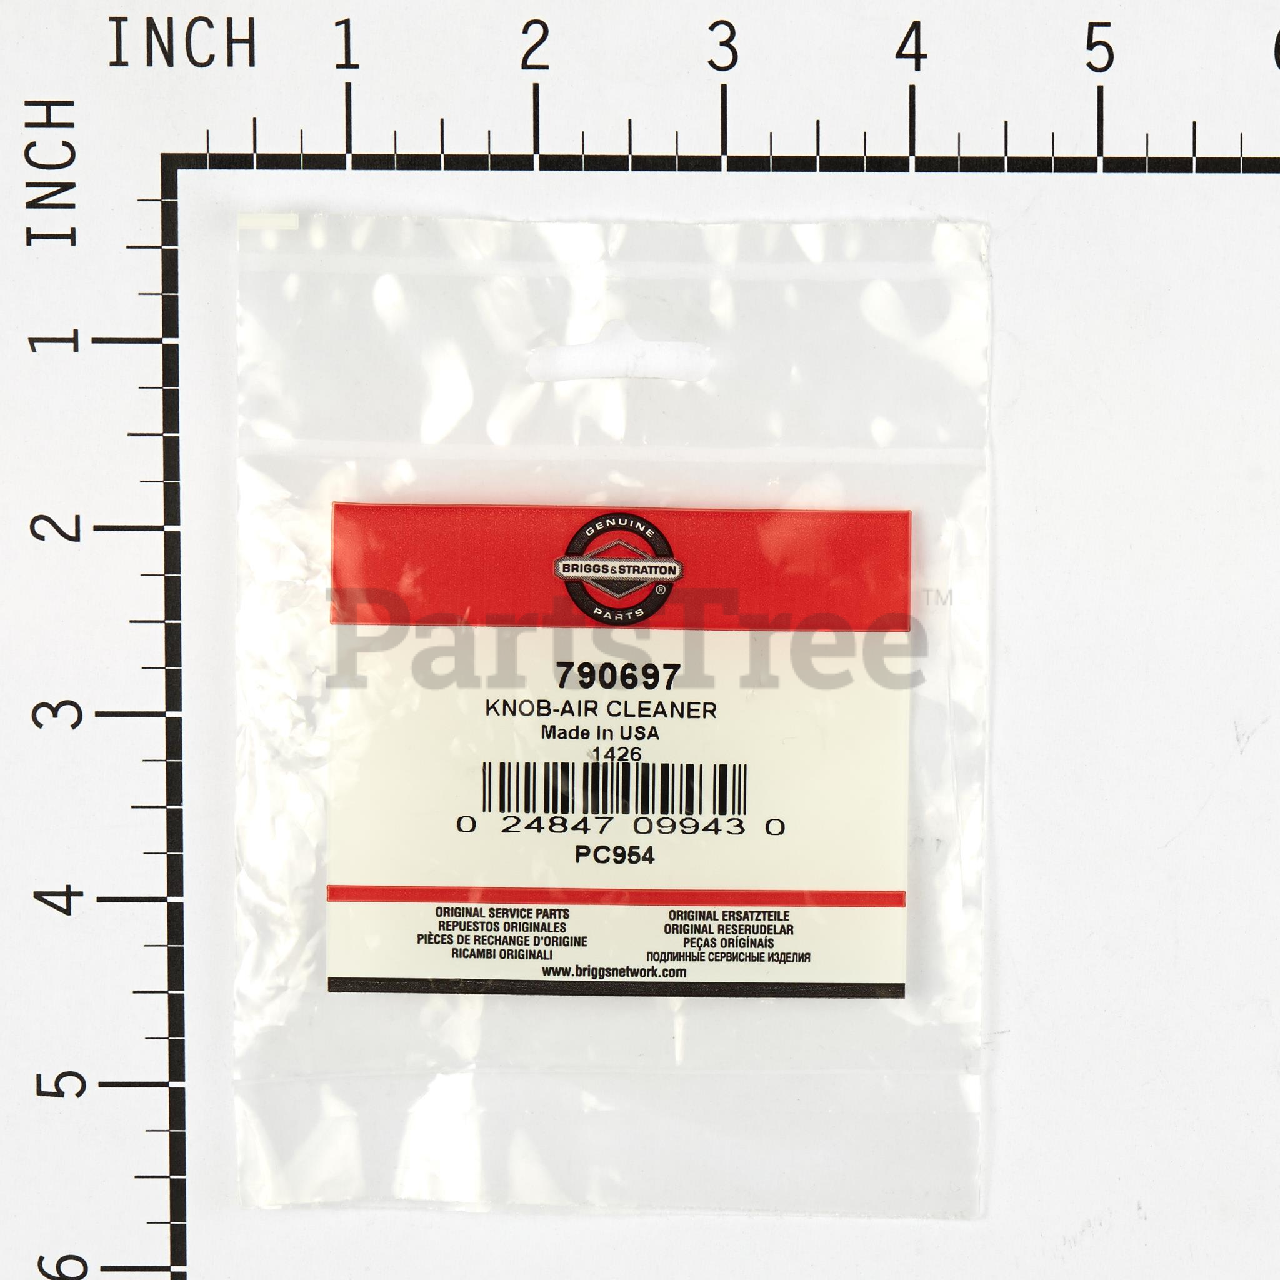 INCH 1 2 3 4 5
INCH
1
2
3
4
5
6
GENUINE
BRIGGS&STRATTON
®
PARTS
PartsTree™
790697
KNOB-AIR CLEANER
Made In USA
1426
0 24847 09943 0
PC954
ORIGINAL SERVICE PARTS
REPUESTOS ORIGINALES
PIÈCES DE RECHANGE D'ORIGINE
RICAMBI ORIGINALI
ORIGINAL ERSATZTEILE
ORIGINAL RESERUDELAR
PEÇAS ORIGINAIS
ПОДЛИННЫЕ СЕРВИСНЫЕ ИЗДЕЛИЯ
www.briggsnetwork.com